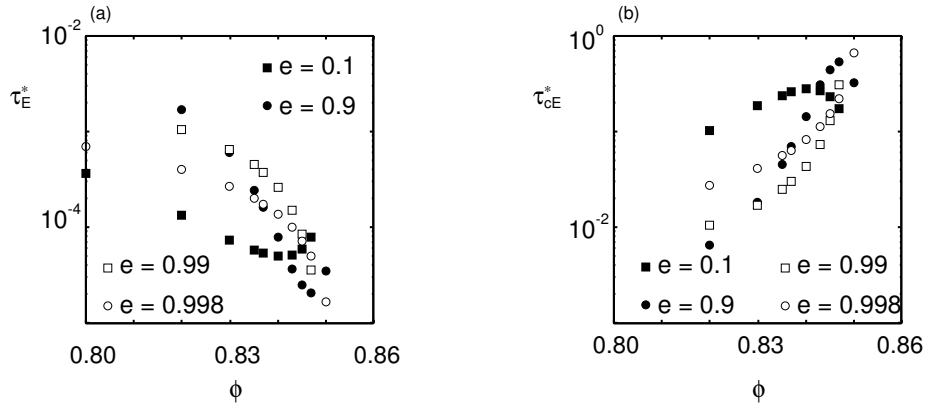 (a)
10^-2
τ*_E
■ e = 0.1
● e = 0.9
10^-4
□ e = 0.99
○ e = 0.998
0.80 0.83 0.86
ϕ
(b)
10^0
τ*_cE
10^-2
■ e = 0.1 □ e = 0.99
● e = 0.9 ○ e = 0.998
0.80 0.83 0.86
ϕ